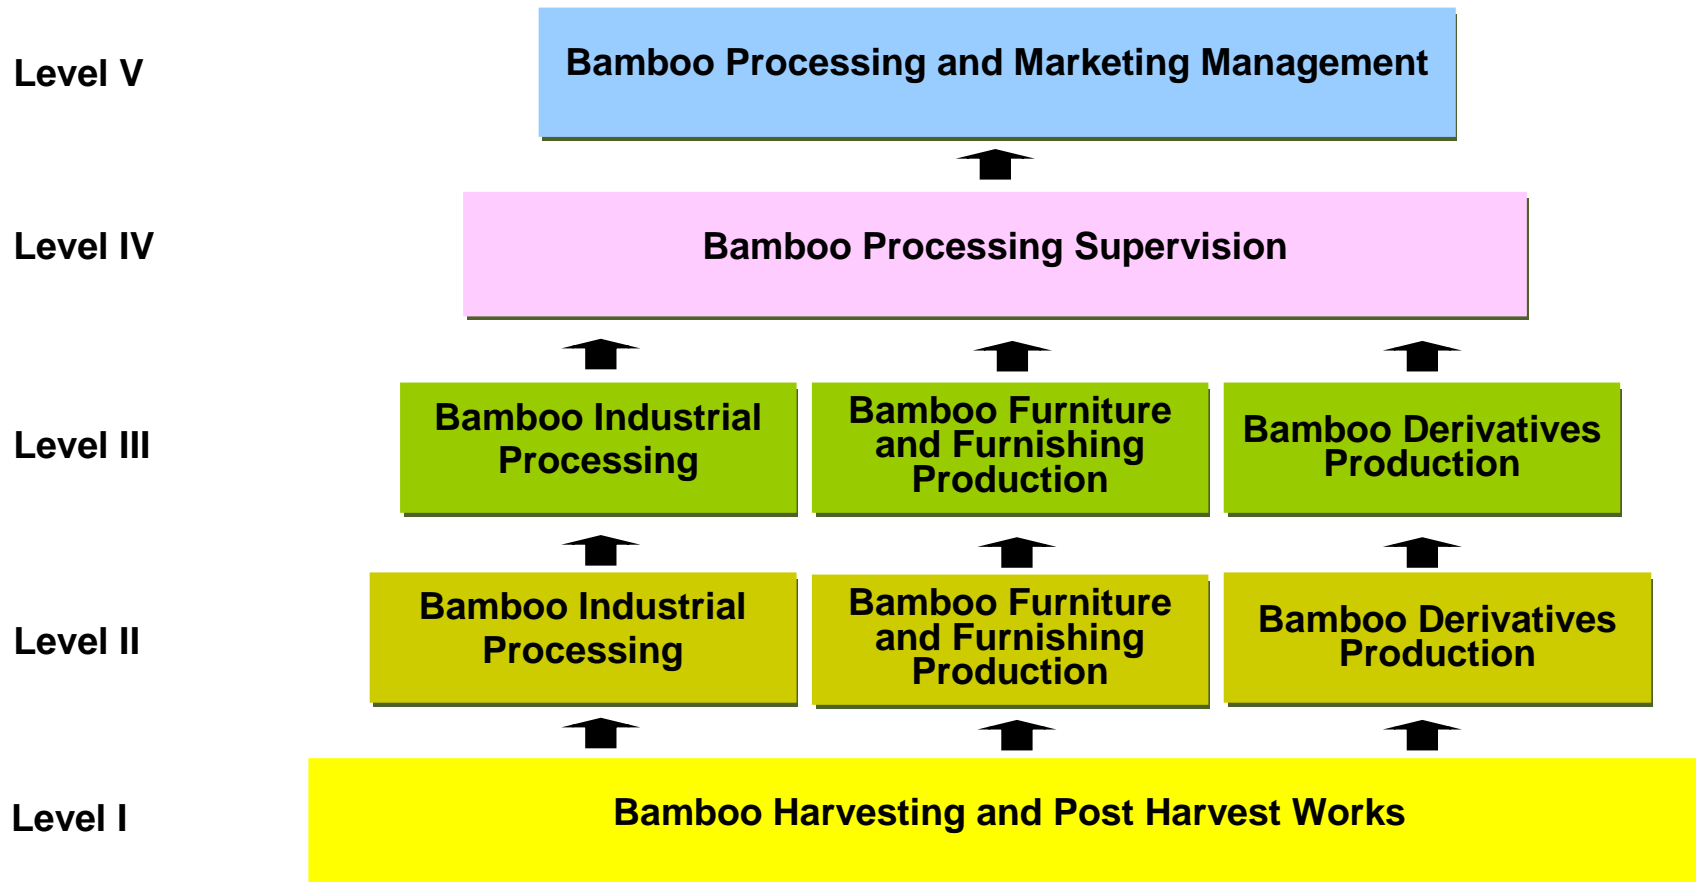 Level V
Bamboo Processing and Marketing Management
Level IV
Bamboo Processing Supervision
Level III
Bamboo Industrial
Processing
Bamboo Furniture
and Furnishing
Production
Bamboo Derivatives
Production
Level II
Bamboo Industrial
Processing
Bamboo Furniture
and Furnishing
Production
Bamboo Derivatives
Production
Level I
Bamboo Harvesting and Post Harvest Works